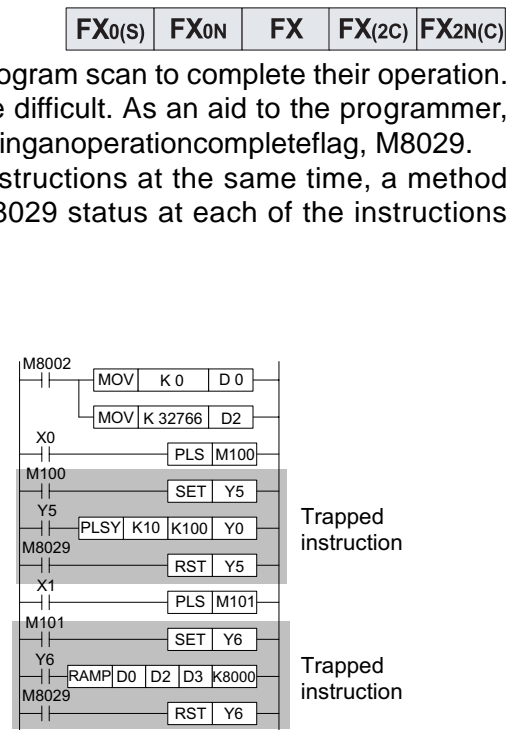 FX0(S) FX0N FX FX(2C) FX2N(C)
ogram scan to complete their operation.
e difficult. As an aid to the programmer,
inganoperationcompleteflag, M8029.
structions at the same time, a method
8029 status at each of the instructions
M8002
MOV K 0 D 0
MOV K 32766 D2
X0
PLS M100
M100
SET Y5
Y5
PLSY K10 K100 Y0
Trapped
instruction
M8029
RST Y5
X1
PLS M101
M101
SET Y6
Y6
RAMP D0 D2 D3 K8000
Trapped
instruction
M8029
RST Y6